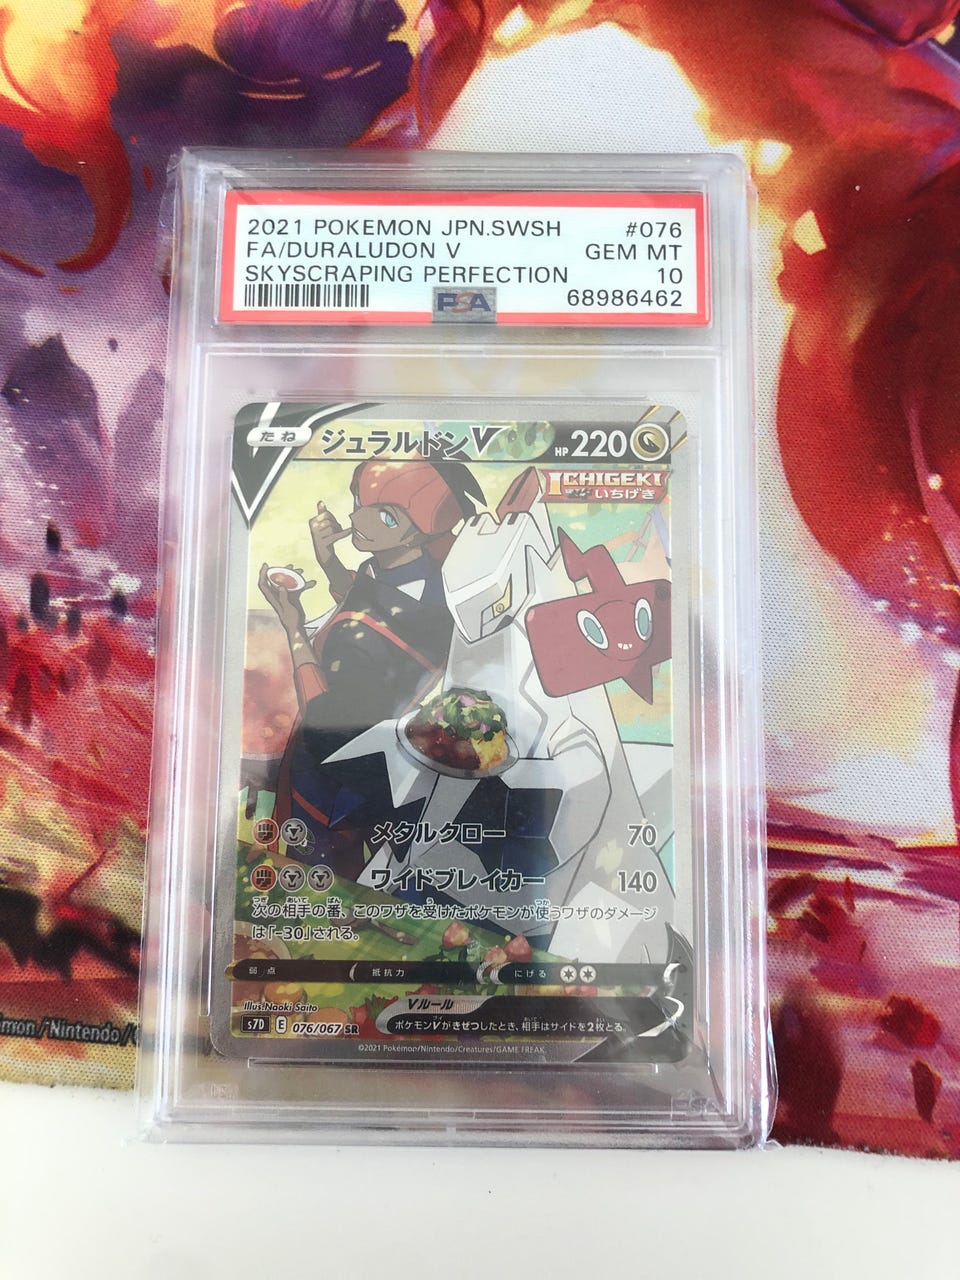 2021 POKEMON JPN.SWSH #076
FA/DURALUDON V GEM MT
SKYSCRAPING PERFECTION 10
PSA 68986462
たね ジュラルドンV HP 220
ICHIGEKI
いちげき
メタルクロー 70
ワイドブレイカー 140
次の相手の番、このワザを受けたポケモンが使うワザのダメージ
は「-30」される。
弱点 抵抗力 にげる
Illus. Naoki Saito Vルール
s7D E 076/067 SR ポケモンVがきぜつしたとき、相手はサイドを2枚とる。
©2021 Pokémon/Nintendo/Creatures/GAME FREAK
émon/Nintendo/C
PSA